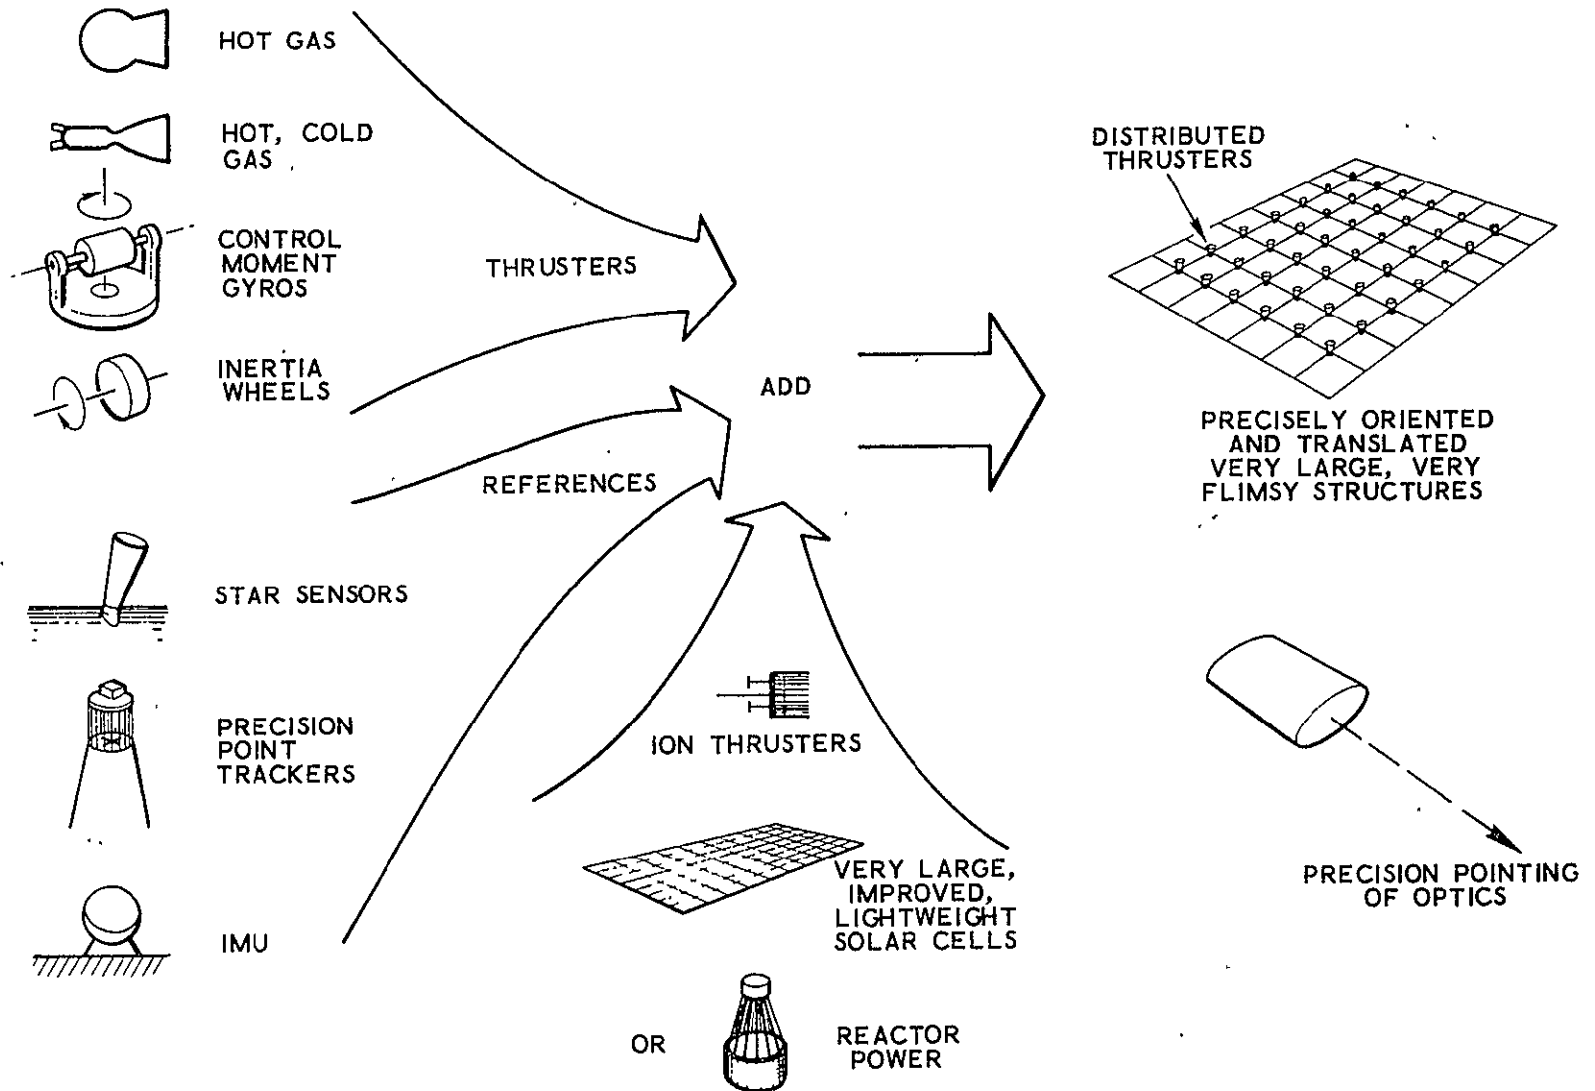 HOT GAS
HOT, COLD
GAS
CONTROL
MOMENT
GYROS
INERTIA
WHEELS
THRUSTERS
REFERENCES
STAR SENSORS
PRECISION
POINT
TRACKERS
IMU
ADD
ION THRUSTERS
VERY LARGE,
IMPROVED,
LIGHTWEIGHT
SOLAR CELLS
OR
REACTOR
POWER
DISTRIBUTED
THRUSTERS
PRECISELY ORIENTED
AND TRANSLATED
VERY LARGE, VERY
FLIMSY STRUCTURES
PRECISION POINTING
OF OPTICS